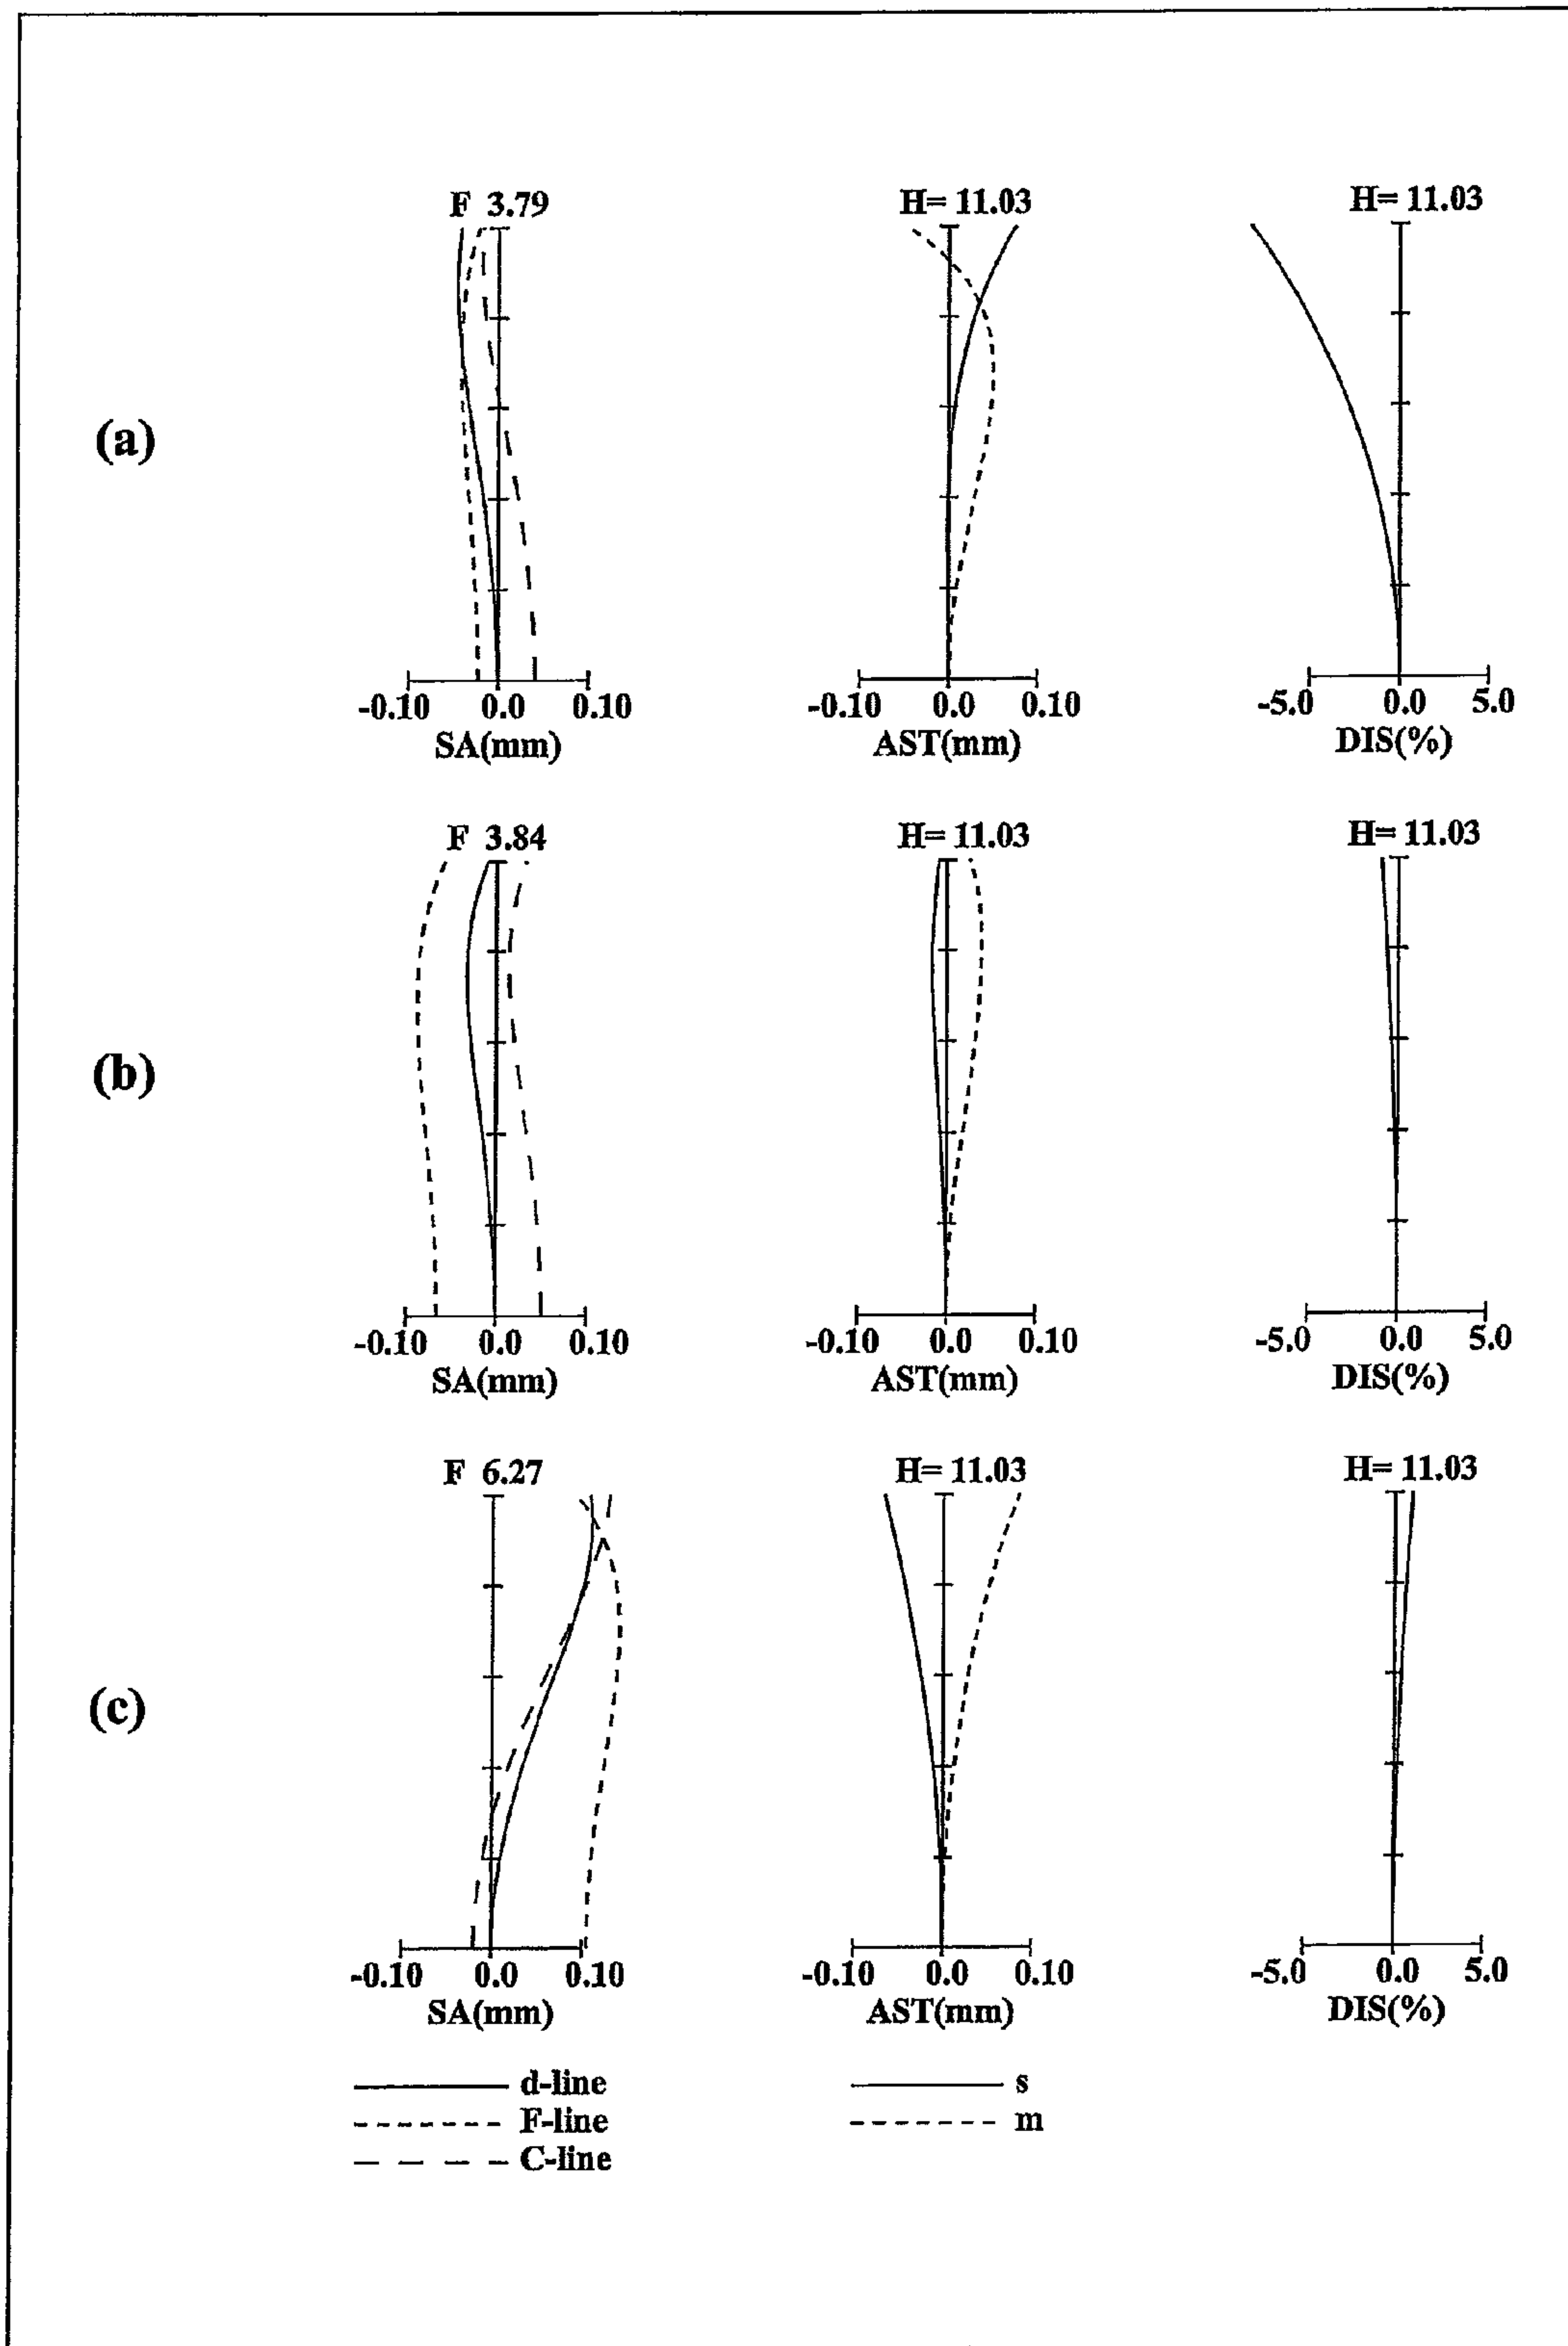 F 3.79 H= 11.03 H= 11.03
(a)
-0.10 0.0 0.10 -0.10 0.0 0.10 -5.0 0.0 5.0
SA(mm) AST(mm) DIS(%)
F 3.84 H= 11.03 H= 11.03
(b)
-0.10 0.0 0.10 -0.10 0.0 0.10 -5.0 0.0 5.0
SA(mm) AST(mm) DIS(%)
F 6.27 H= 11.03 H= 11.03
(c)
-0.10 0.0 0.10 -0.10 0.0 0.10 -5.0 0.0 5.0
SA(mm) AST(mm) DIS(%)
d-line s
F-line m
C-line